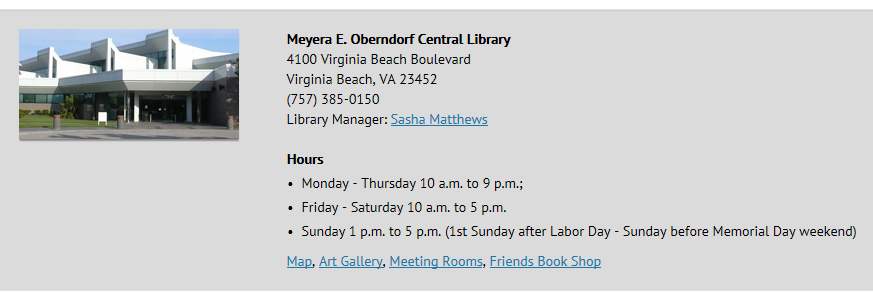 Meyera E. Oberndorf Central Library
4100 Virginia Beach Boulevard
Virginia Beach, VA 23452
(757) 385-0150
Library Manager: Sasha Matthews
Hours
• Monday - Thursday 10 a.m. to 9 p.m.;
• Friday - Saturday 10 a.m. to 5 p.m.
• Sunday 1 p.m. to 5 p.m. (1st Sunday after Labor Day - Sunday before Memorial Day weekend)
Map, Art Gallery, Meeting Rooms, Friends Book Shop